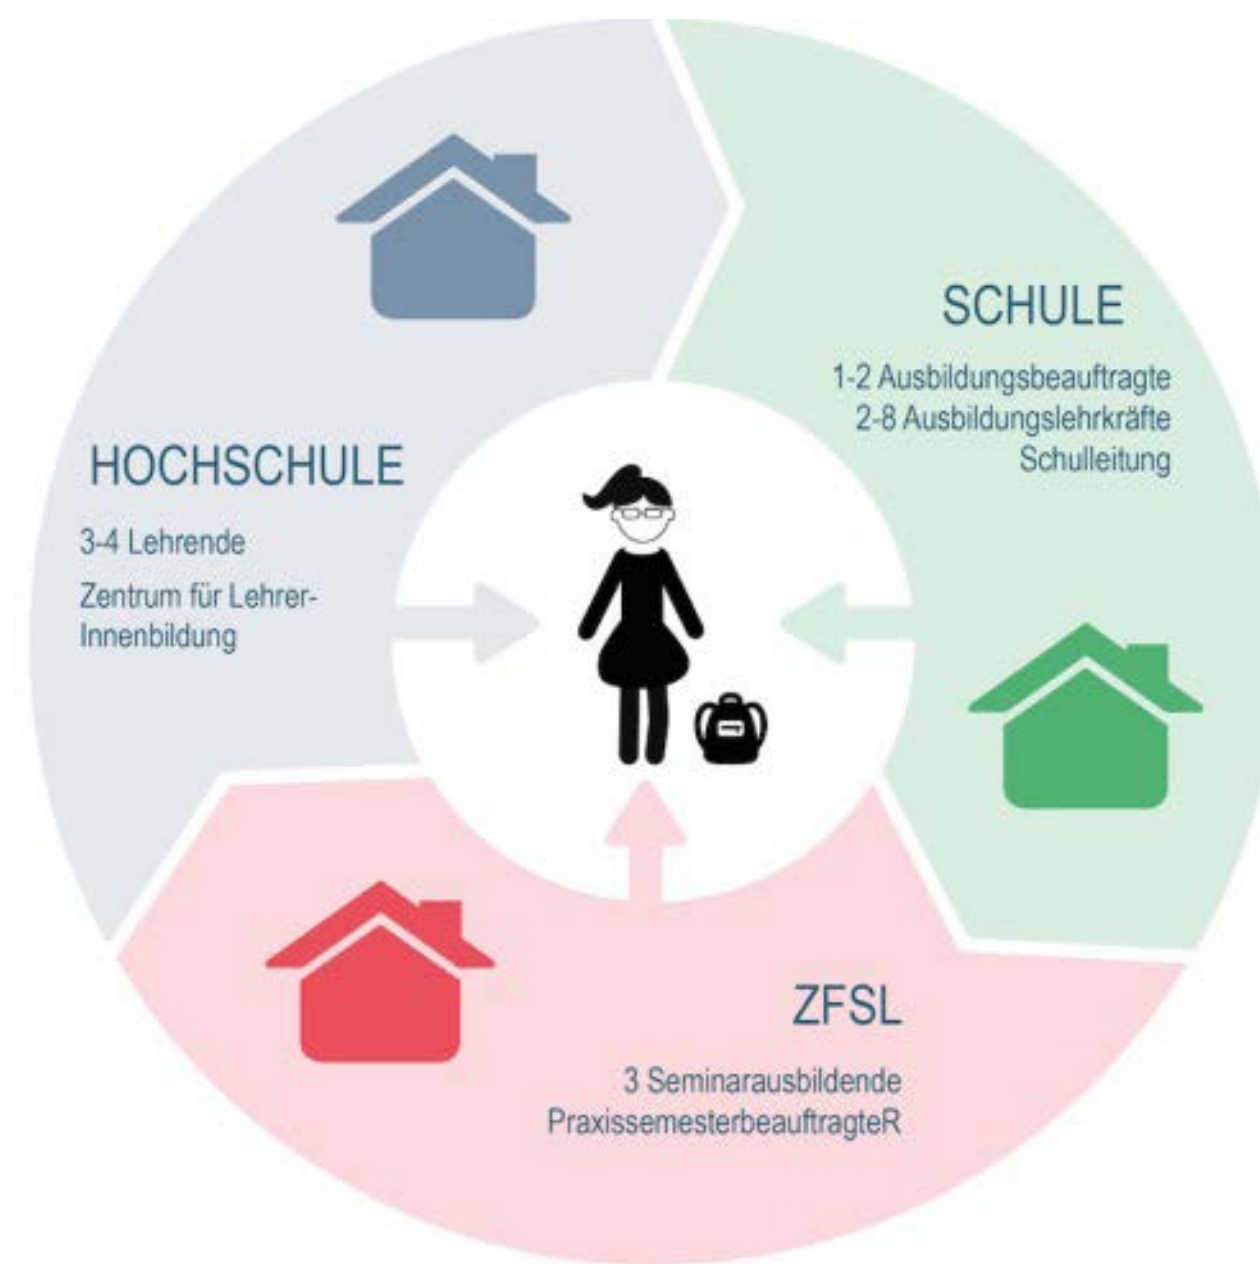 SCHULE
1-2 Ausbildungsbeauftragte
2-8 Ausbildungslehrkräfte
Schulleitung
HOCHSCHULE
3-4 Lehrende
Zentrum für Lehrer-
Innenbildung
ZFSL
3 Seminarausbildende
PraxissemesterbeauftragteR